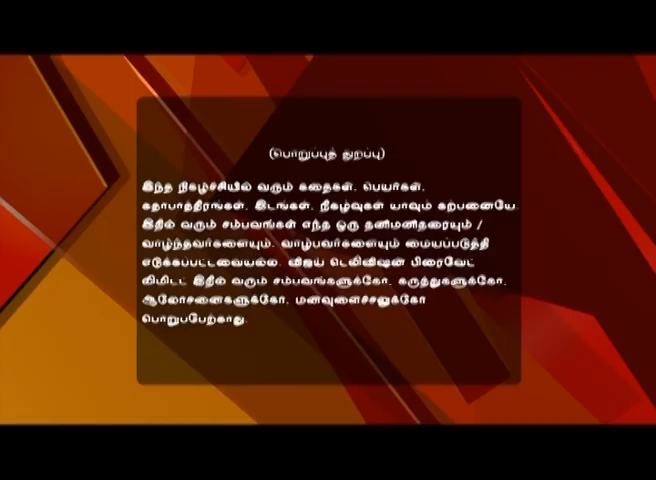 (பொறுப்புத் துறப்பு)
இந்த நிகழ்ச்சியில் வரும் கதைகள், பெயர்கள்,
கதாபாத்திரங்கள், இடங்கள், நிகழ்வுகள் யாவும் கற்பனையே.
இதில் வரும் சம்பவங்கள் எந்த ஒரு தனிமனிதரையும் /
வாழ்ந்தவர்களையும், வாழ்பவர்களையும் மையப்படுத்தி
எடுக்கப்பட்டவையல்ல. விஜய் டெலிவிஷன் பிரைவேட்
லிமிடட் இதில் வரும் சம்பவங்களுக்கோ, கருத்துகளுக்கோ,
ஆலோசனைகளுக்கோ, மனவுளைச்சலுக்கோ
பொறுப்பேற்காது.